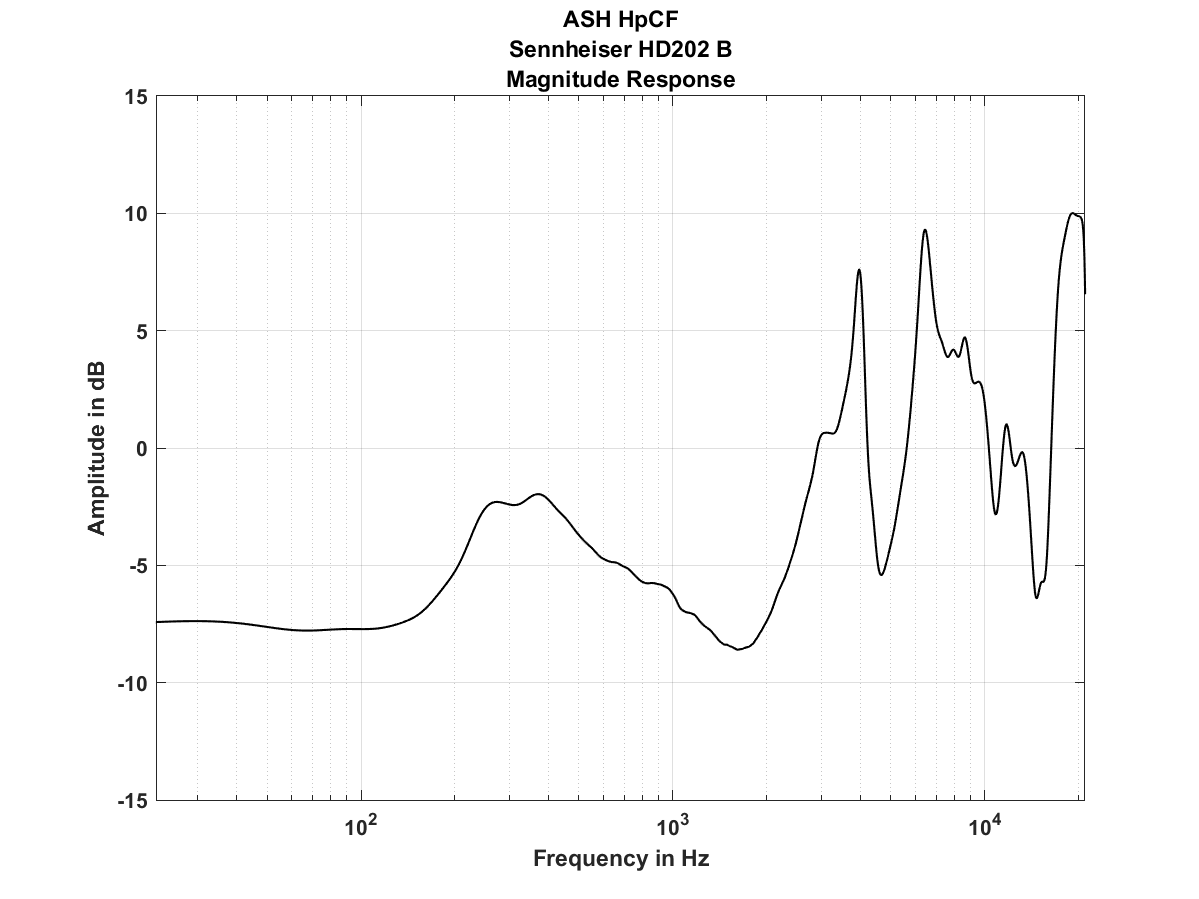 ASH HpCF
Sennheiser HD202 B
Magnitude Response
15
10
5
0
-5
-10
-15
Amplitude in dB
10²
10³
10⁴
Frequency in Hz